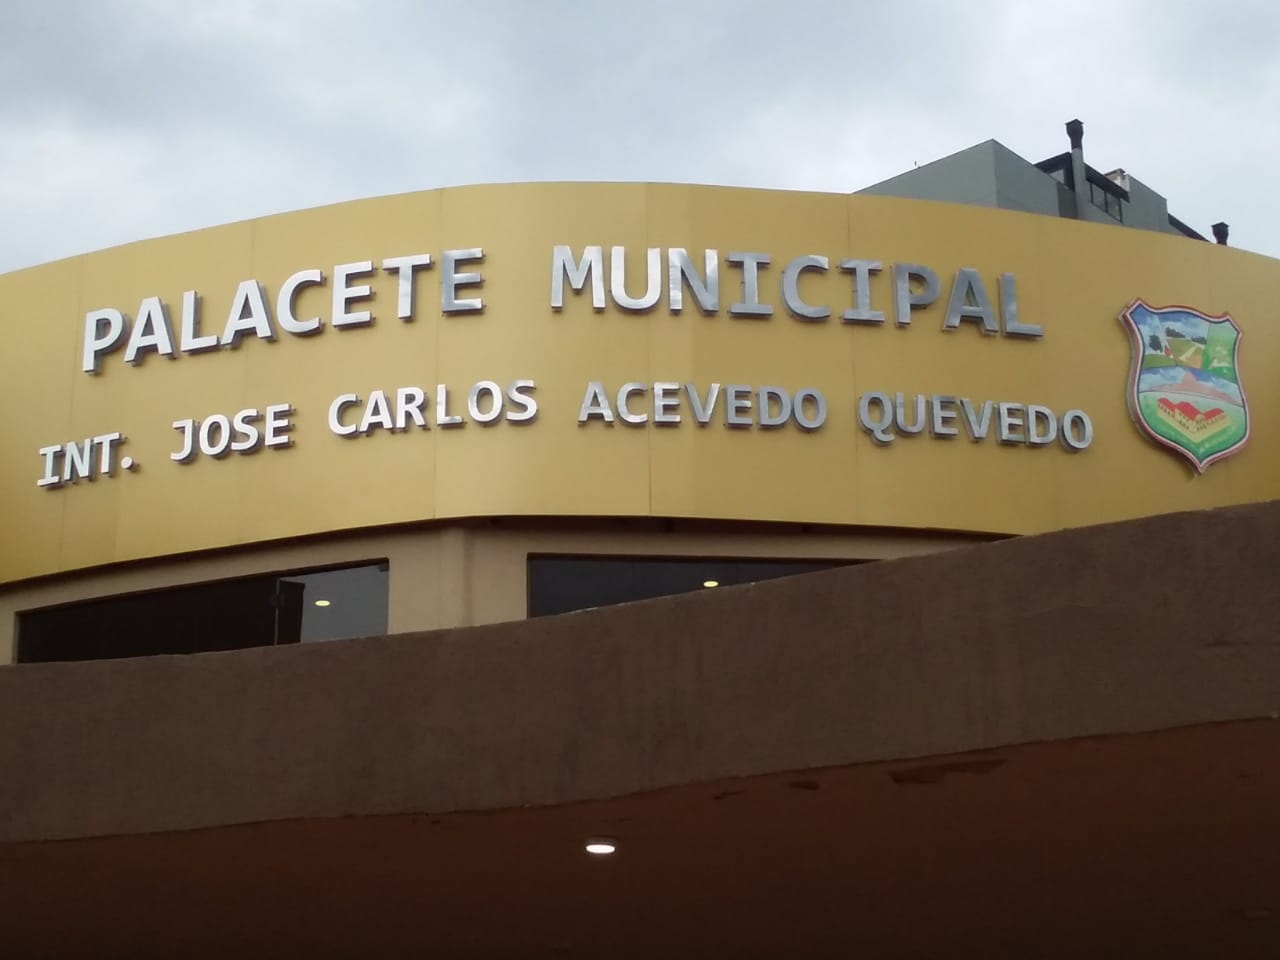 PALACETE MUNICIPAL
INT. JOSE CARLOS ACEVEDO QUEVEDO